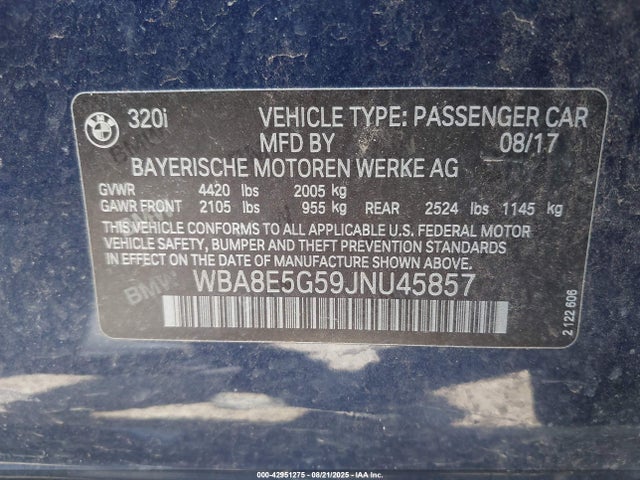 320i VEHICLE TYPE: PASSENGER CAR
MFD BY 08/17
BAYERISCHE MOTOREN WERKE AG
GVWR 4420 lbs 2005 kg
GAWR FRONT 2105 lbs 955 kg REAR 2524 lbs 1145 kg
THIS VEHICLE CONFORMS TO ALL APPLICABLE U.S. FEDERAL MOTOR
VEHICLE SAFETY, BUMPER AND THEFT PREVENTION STANDARDS
IN EFFECT ON THE DATE OF MANUFACTURE SHOWN ABOVE.
WBA8E5G59JNU45857
2 122 606
BMW
000-42951275 - 08/21/2025 - IAA Inc.